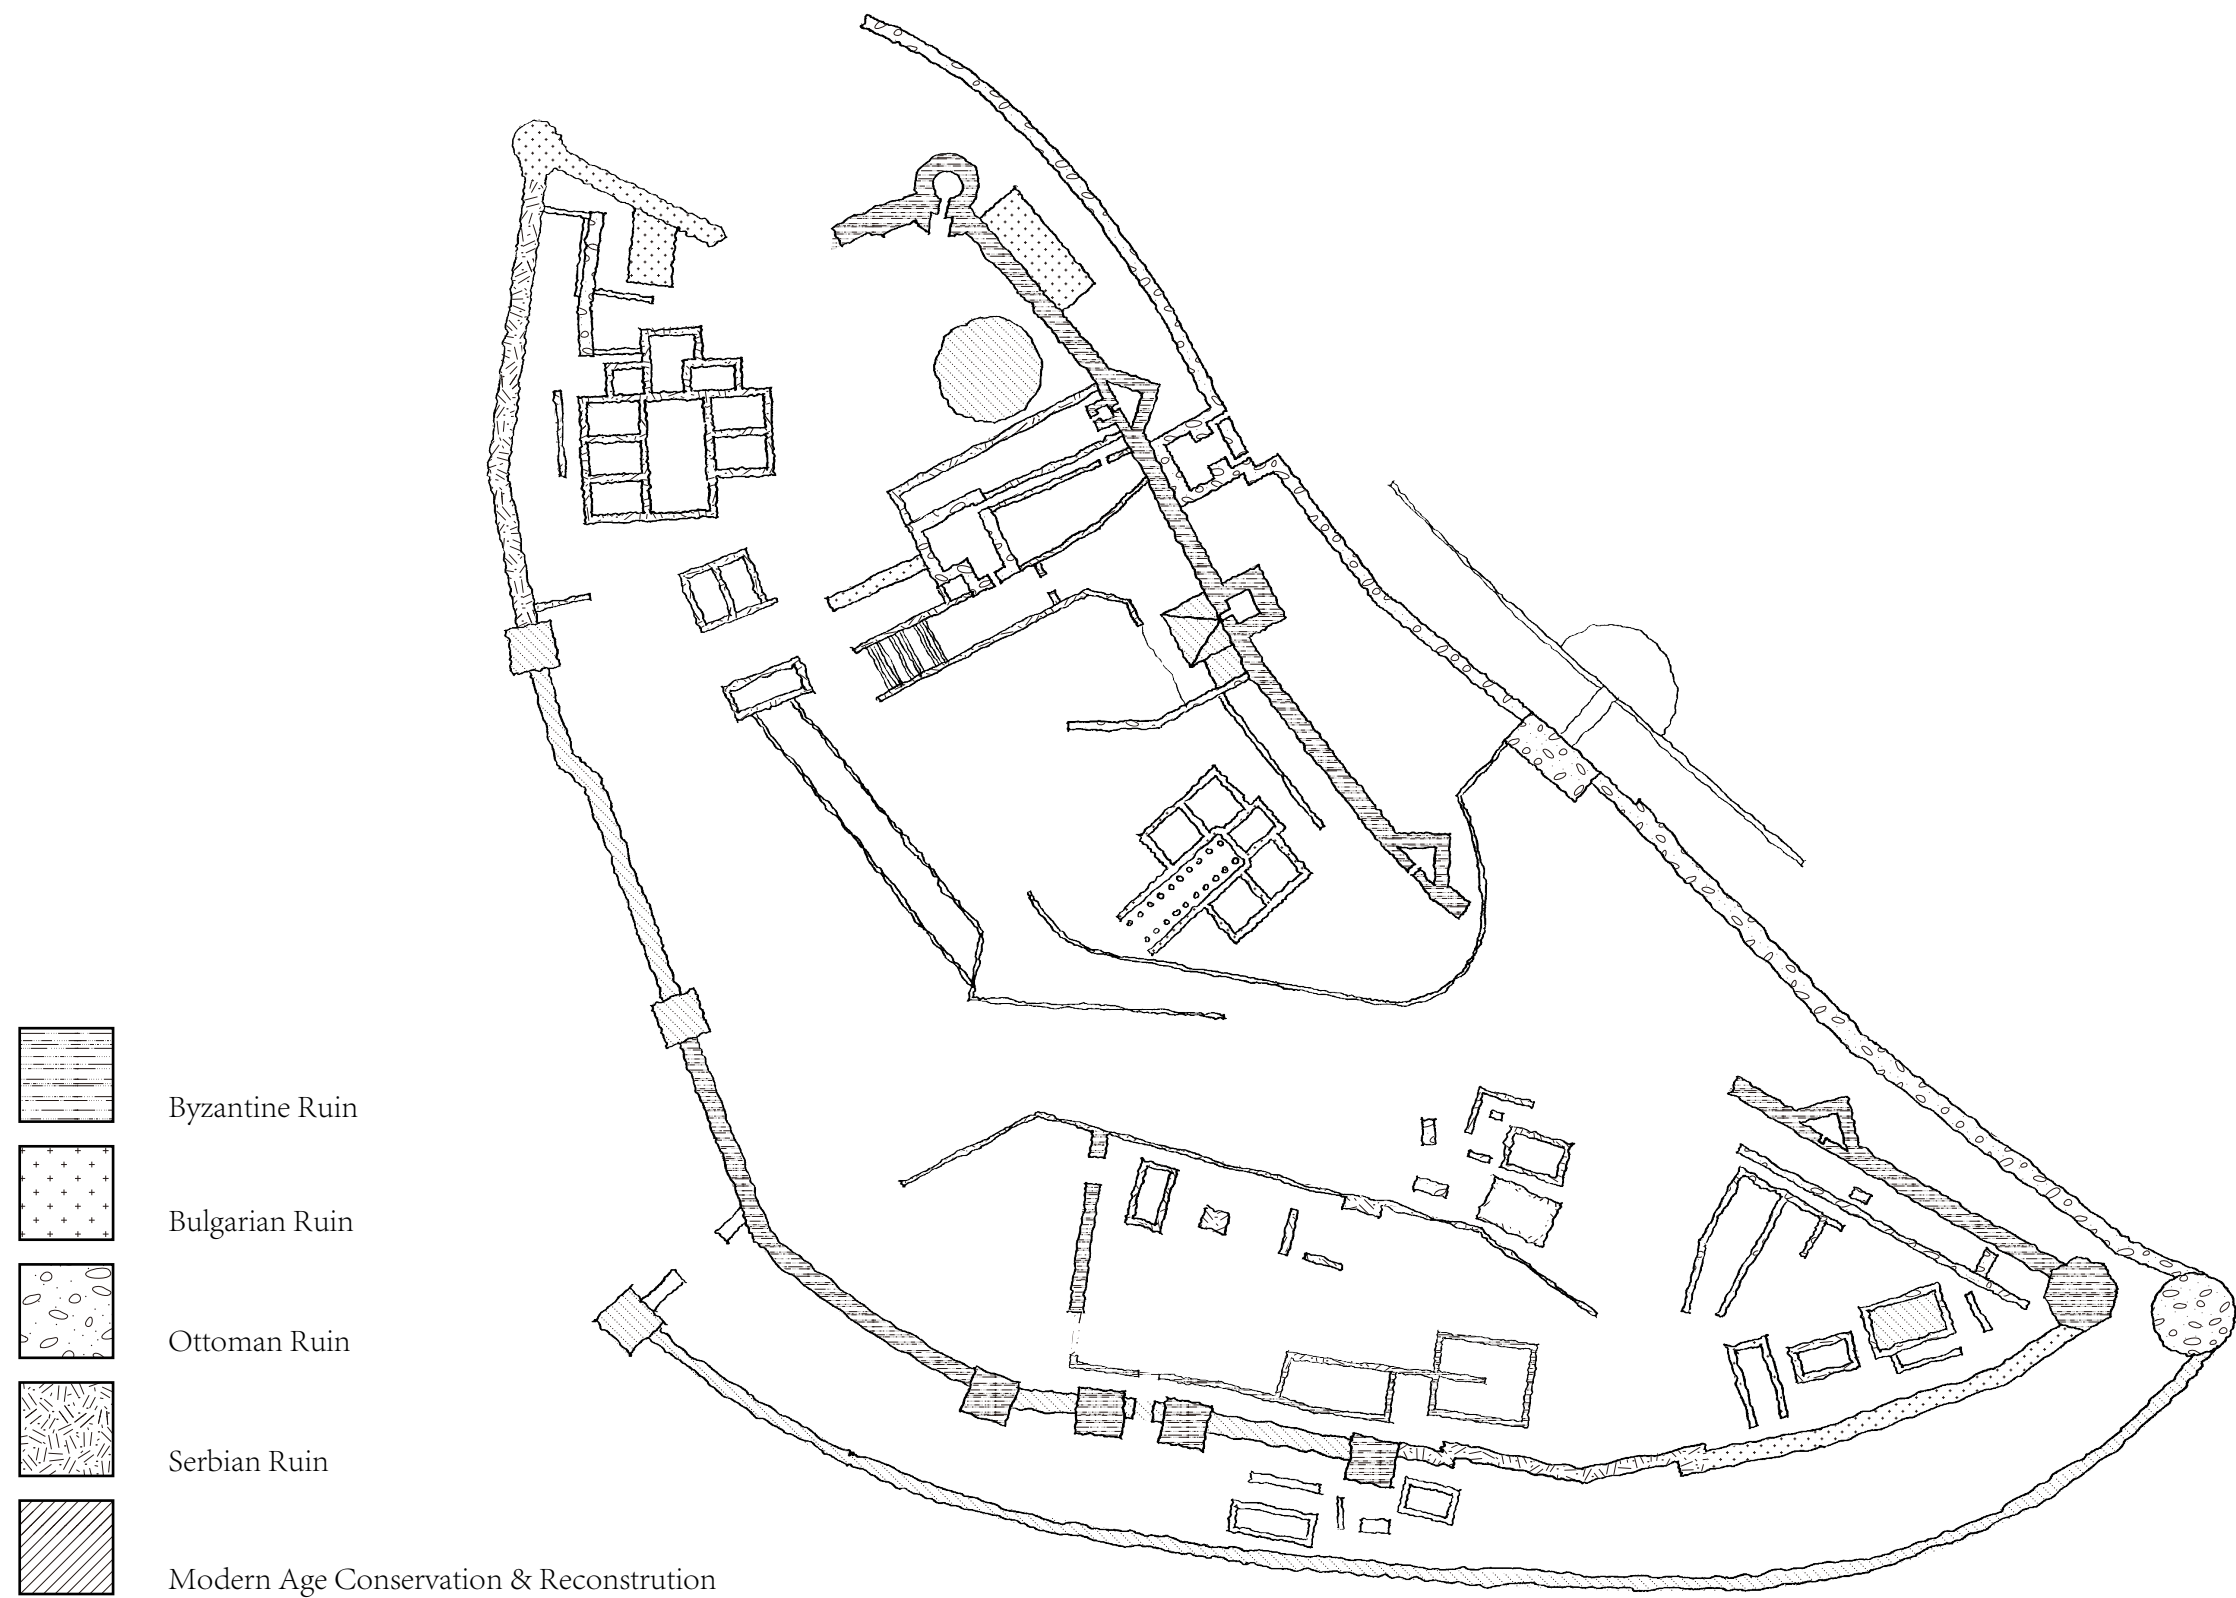 Byzantine Ruin
Bulgarian Ruin
Ottoman Ruin
Serbian Ruin
Modern Age Conservation & Reconstrution